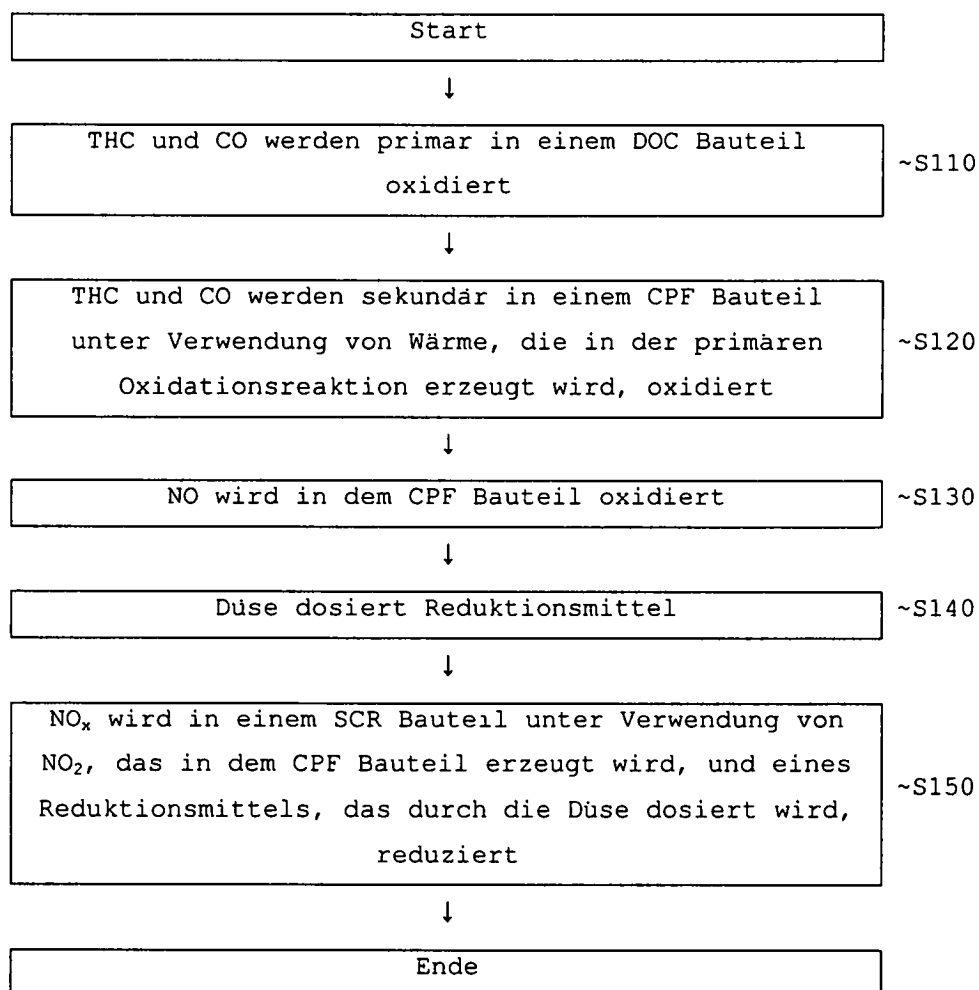 Start
↓
THC und CO werden primär in einem DOC Bauteil
oxidiert
~S110
↓
THC und CO werden sekundär in einem CPF Bauteil
unter Verwendung von Wärme, die in der primären
Oxidationsreaktion erzeugt wird, oxidiert
~S120
↓
NO wird in dem CPF Bauteil oxidiert
~S130
↓
Düse dosiert Reduktionsmittel
~S140
↓
NOₓ wird in einem SCR Bauteil unter Verwendung von
NO₂, das in dem CPF Bauteil erzeugt wird, und eines
Reduktionsmittels, das durch die Düse dosiert wird,
reduziert
~S150
↓
Ende